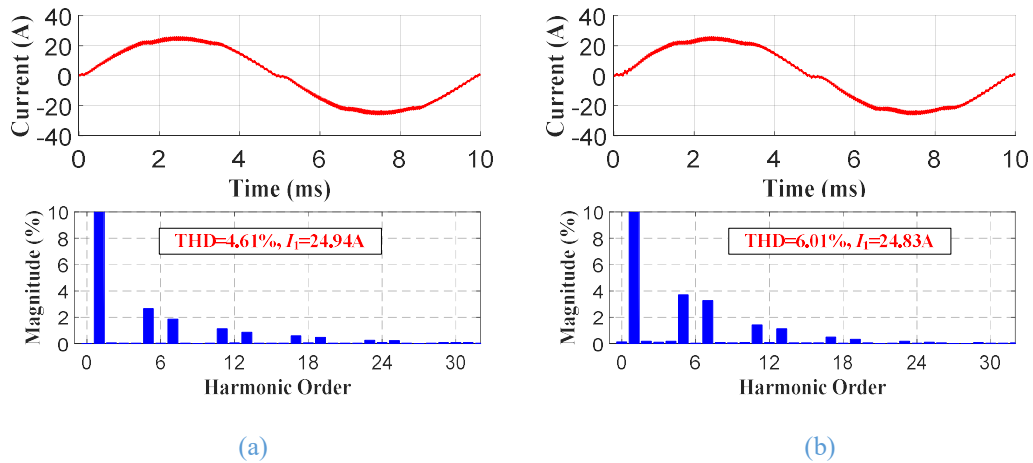 40
20
0
-20
-40
Current (A)
0 2 4 6 8 10
Time (ms)
10
8
6
4
2
0
Magnitude (%)
THD=4.61%, I1=24.94A
0 6 12 18 24 30
Harmonic Order
(a)
40
20
0
-20
-40
Current (A)
0 2 4 6 8 10
Time (ms)
10
8
6
4
2
0
Magnitude (%)
THD=6.01%, I1=24.83A
0 6 12 18 24 30
Harmonic Order
(b)